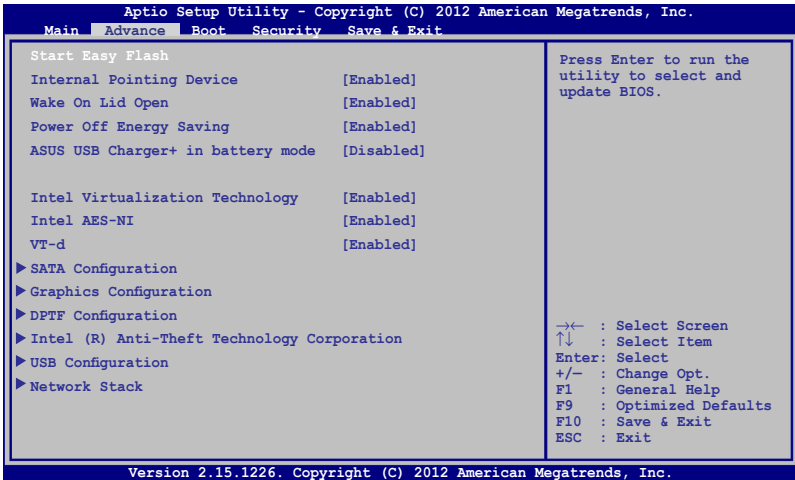 Aptio Setup Utility - Copyright (C) 2012 American Megatrends, Inc.
Main Advance Boot Security Save & Exit
Start Easy Flash
Internal Pointing Device [Enabled]
Wake On Lid Open [Enabled]
Power Off Energy Saving [Enabled]
ASUS USB Charger+ in battery mode [Disabled]
Intel Virtualization Technology [Enabled]
Intel AES-NI [Enabled]
VT-d [Enabled]
SATA Configuration
Graphics Configuration
DPTF Configuration
Intel (R) Anti-Theft Technology Corporation
USB Configuration
Network Stack
Press Enter to run the
utility to select and
update BIOS.
→← : Select Screen
↑↓ : Select Item
Enter: Select
+/— : Change Opt.
F1 : General Help
F9 : Optimized Defaults
F10 : Save & Exit
ESC : Exit
Version 2.15.1226. Copyright (C) 2012 American Megatrends, Inc.